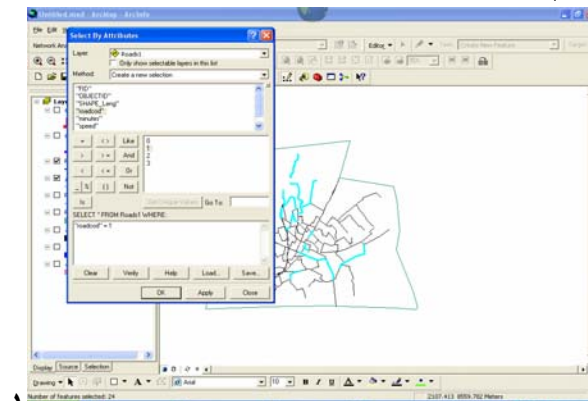 Untitled.mxd - ArcMap - ArcInfo
Select By Attributes
Layer:
Roads1
Only show selectable layers in this list
Method:
Create a new selection
"FID"
"OBJECTID"
"SHAPE_Leng"
"roadcod"
"minutes"
"speed"
= < > Like
> > = And
< < = Or
_ % ( ) Not
Is
0
2
3
Get Unique Values Go To:
SELECT * FROM Roads1 WHERE:
"roadcod" = 1
Clear Verify Help Load... Save...
OK Apply Close
Editor
Create New Feature
Display Source Selection
Drawing
Arial
10
B I U
Number of features selected: 24
2107.413 8559.782 Meters